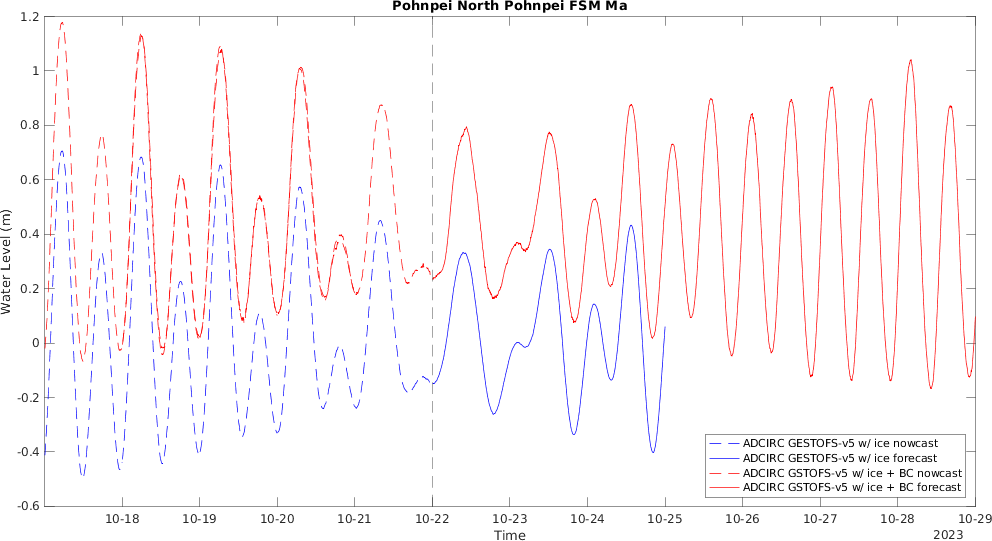 Pohnpei North Pohnpei FSM Ma
1.2
1
0.8
0.6
0.4
0.2
0
-0.2
-0.4
-0.6
Water Level (m)
ADCIRC GESTOFS-v5 w/ ice nowcast
ADCIRC GESTOFS-v5 w/ ice forecast
ADCIRC GSTOFS-v5 w/ ice + BC nowcast
ADCIRC GSTOFS-v5 w/ ice + BC forecast
10-18 10-19 10-20 10-21 10-22 10-23 10-24 10-25 10-26 10-27 10-28 10-29
Time
2023